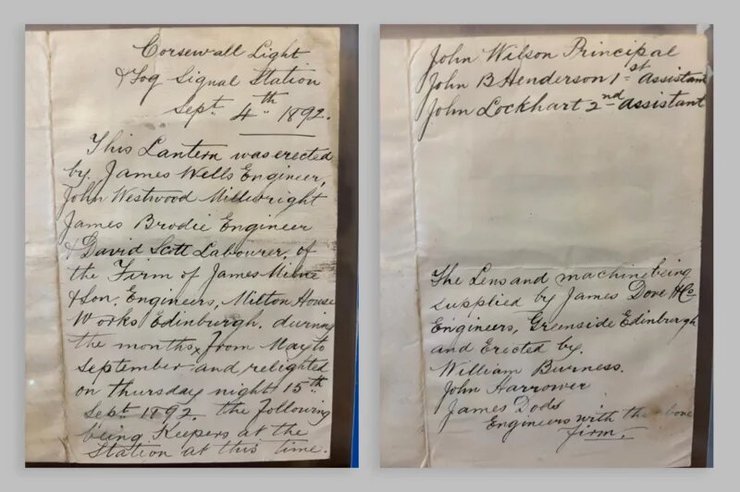 Corsewall Light
& Fog Signal Station
Sept. 4th 1892.
This Lantern was erected
by James Wells Engineer,
John Westwood Millwright
James Brodie Engineer
& David Scott Labourer, of
the Firm of James Milne
& Son, Engineers, Milton House
Works, Edinburgh, during
the months, from May to
September and relighted
on Thursday night 15th
Sept 1892. the following
being Keepers at the
Station at this time.
John Wilson Principal
John B Henderson 1st assistant
John Lockhart 2nd assistant
The Lens and machine being
supplied by James Dove & Co
Engineers, Greenside Edinburgh
and Erected by.
William Burness.
John Harrower
James Dods
Engineers with the above
firm.